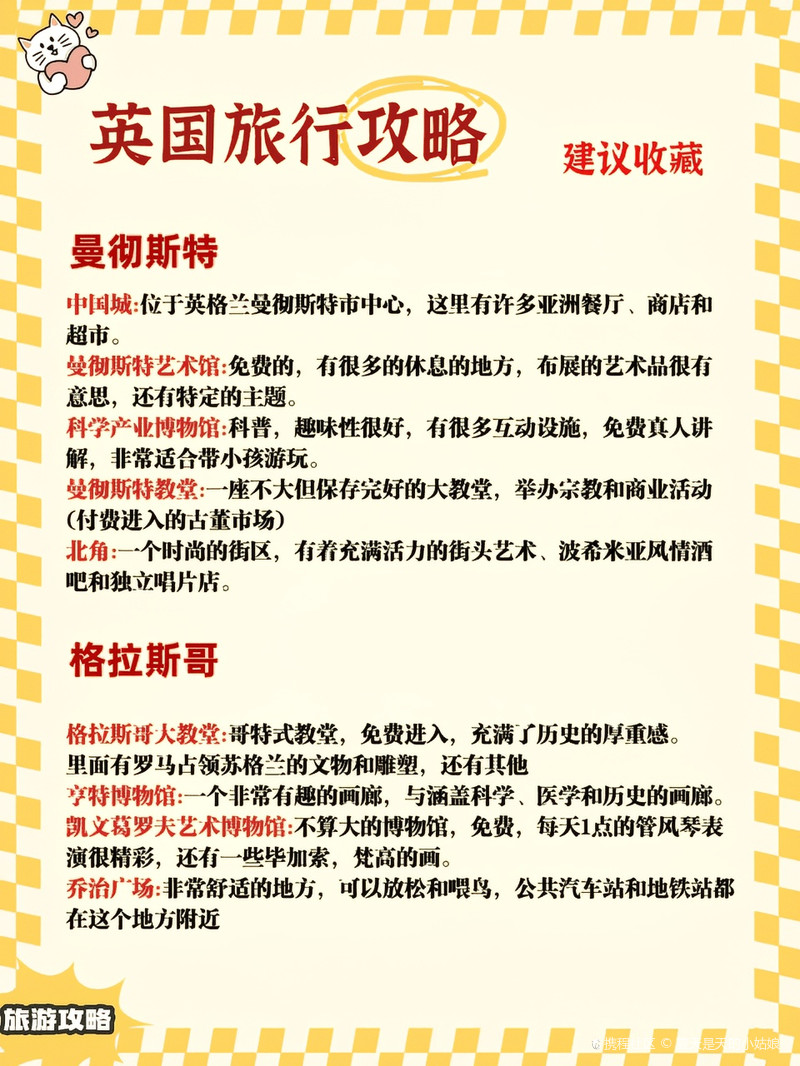 英国旅行攻略
建议收藏
曼彻斯特
中国城:位于英格兰曼彻斯特市中心，这里有许多亚洲餐厅、商店和
超市。
曼彻斯特艺术馆:免费的，有很多的休息的地方，布展的艺术品很有
意思，还有特定的主题。
科学产业博物馆:科普，趣味性很好，有很多互动设施，免费真人讲
解，非常适合带小孩游玩。
曼彻斯特教堂:一座不大但保存完好的大教堂，举办宗教和商业活动
(付费进入的古董市场)
北角:一个时尚的街区，有着充满活力的街头艺术、波希米亚风情酒
吧和独立唱片店。
格拉斯哥
格拉斯哥大教堂:哥特式教堂，免费进入，充满了历史的厚重感。
里面有罗马占领苏格兰的文物和雕塑，还有其他
亨特博物馆:一个非常有趣的画廊，与涵盖科学、医学和历史的画廊。
凯文葛罗夫艺术博物馆:不算大的博物馆，免费，每天1点的管风琴表
演很精彩，还有一些毕加索，梵高的画。
乔治广场:非常舒适的地方，可以放松和喂鸟，公共汽车站和地铁站都
在这个地方附近
旅游攻略